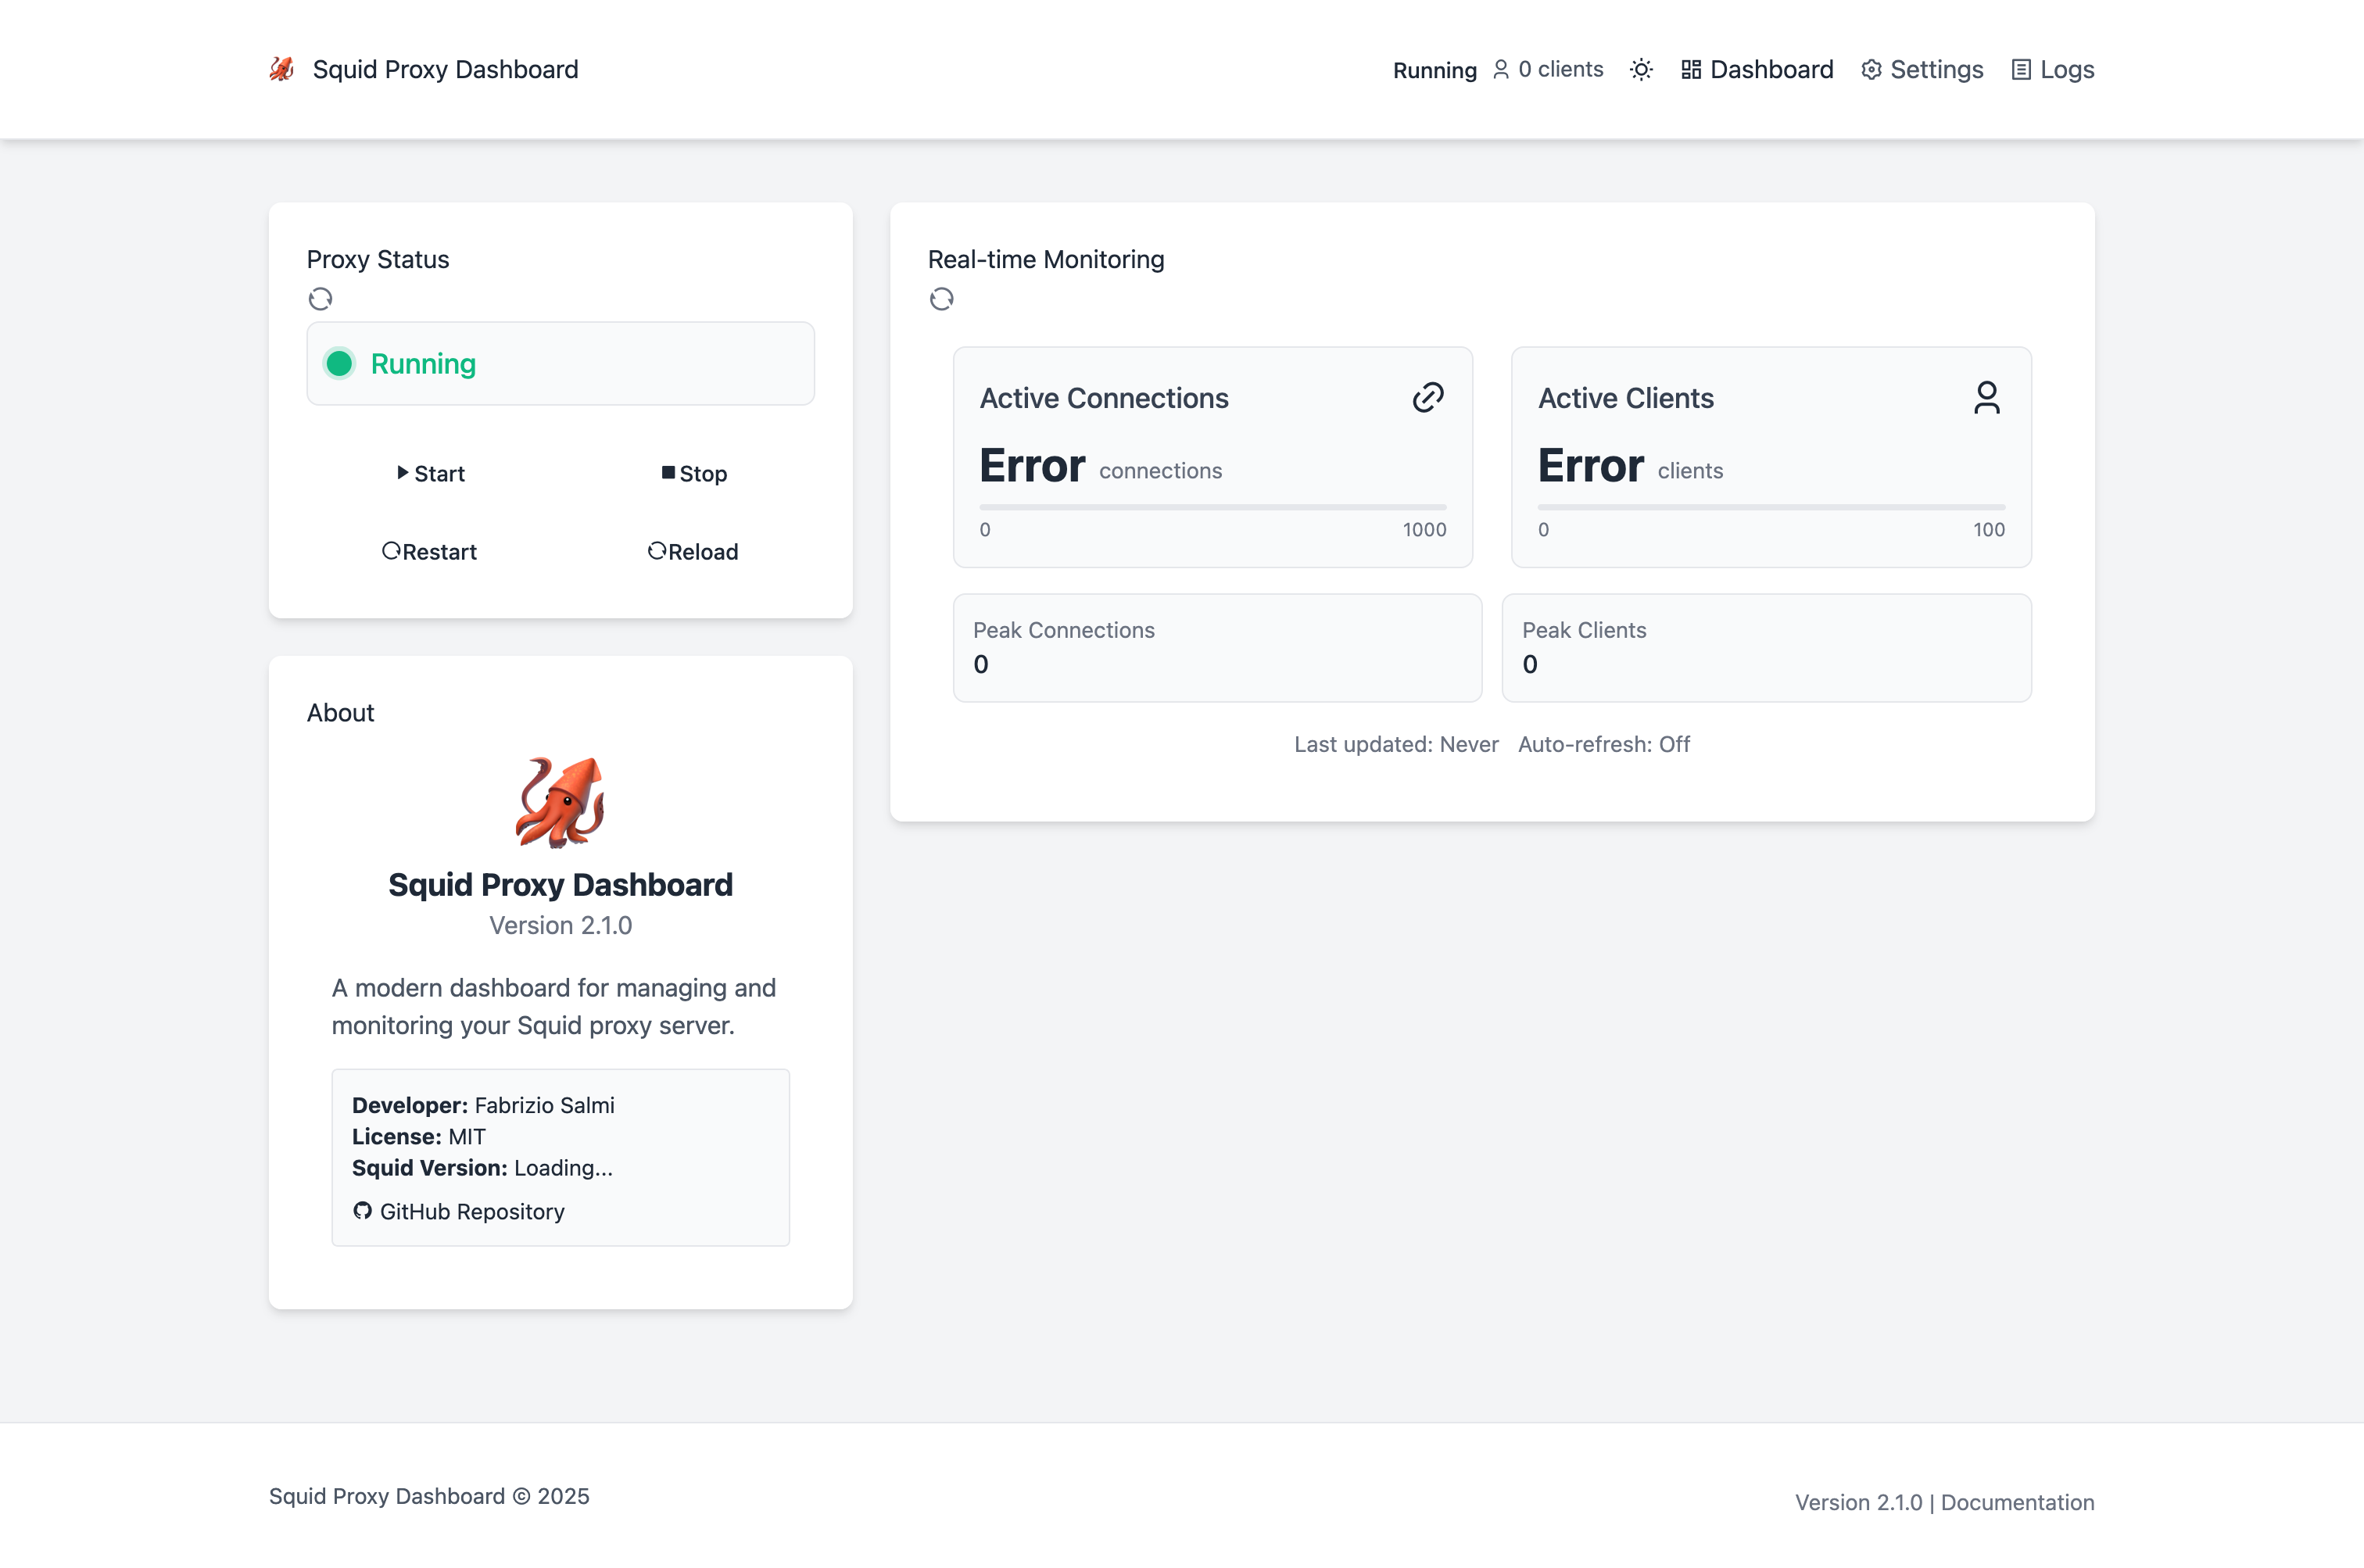 Squid Proxy Dashboard
Running 0 clients Dashboard Settings Logs
Proxy Status
Running
Start Stop
Restart Reload
Real-time Monitoring
Active Connections
Error connections
0 1000
Active Clients
Error clients
0 100
Peak Connections
0
Peak Clients
0
Last updated: Never Auto-refresh: Off
About
Squid Proxy Dashboard
Version 2.1.0
A modern dashboard for managing and
monitoring your Squid proxy server.
Developer: Fabrizio Salmi
License: MIT
Squid Version: Loading...
GitHub Repository
Squid Proxy Dashboard © 2025
Version 2.1.0 | Documentation